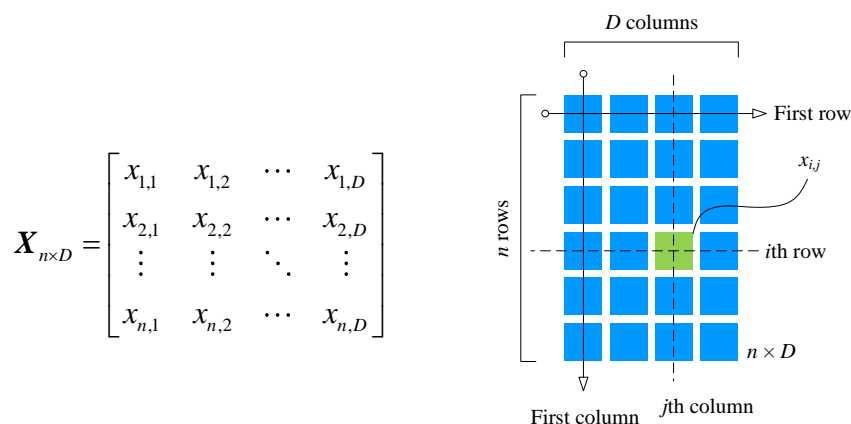 D columns
First row
x_{i,j}
n rows
X_{n×D} = [
x_{1,1} x_{1,2} ⋯ x_{1,D}
x_{2,1} x_{2,2} ⋯ x_{2,D}
⋮ ⋮ ⋱ ⋮
x_{n,1} x_{n,2} ⋯ x_{n,D}
]
ith row
n × D
First column
jth column